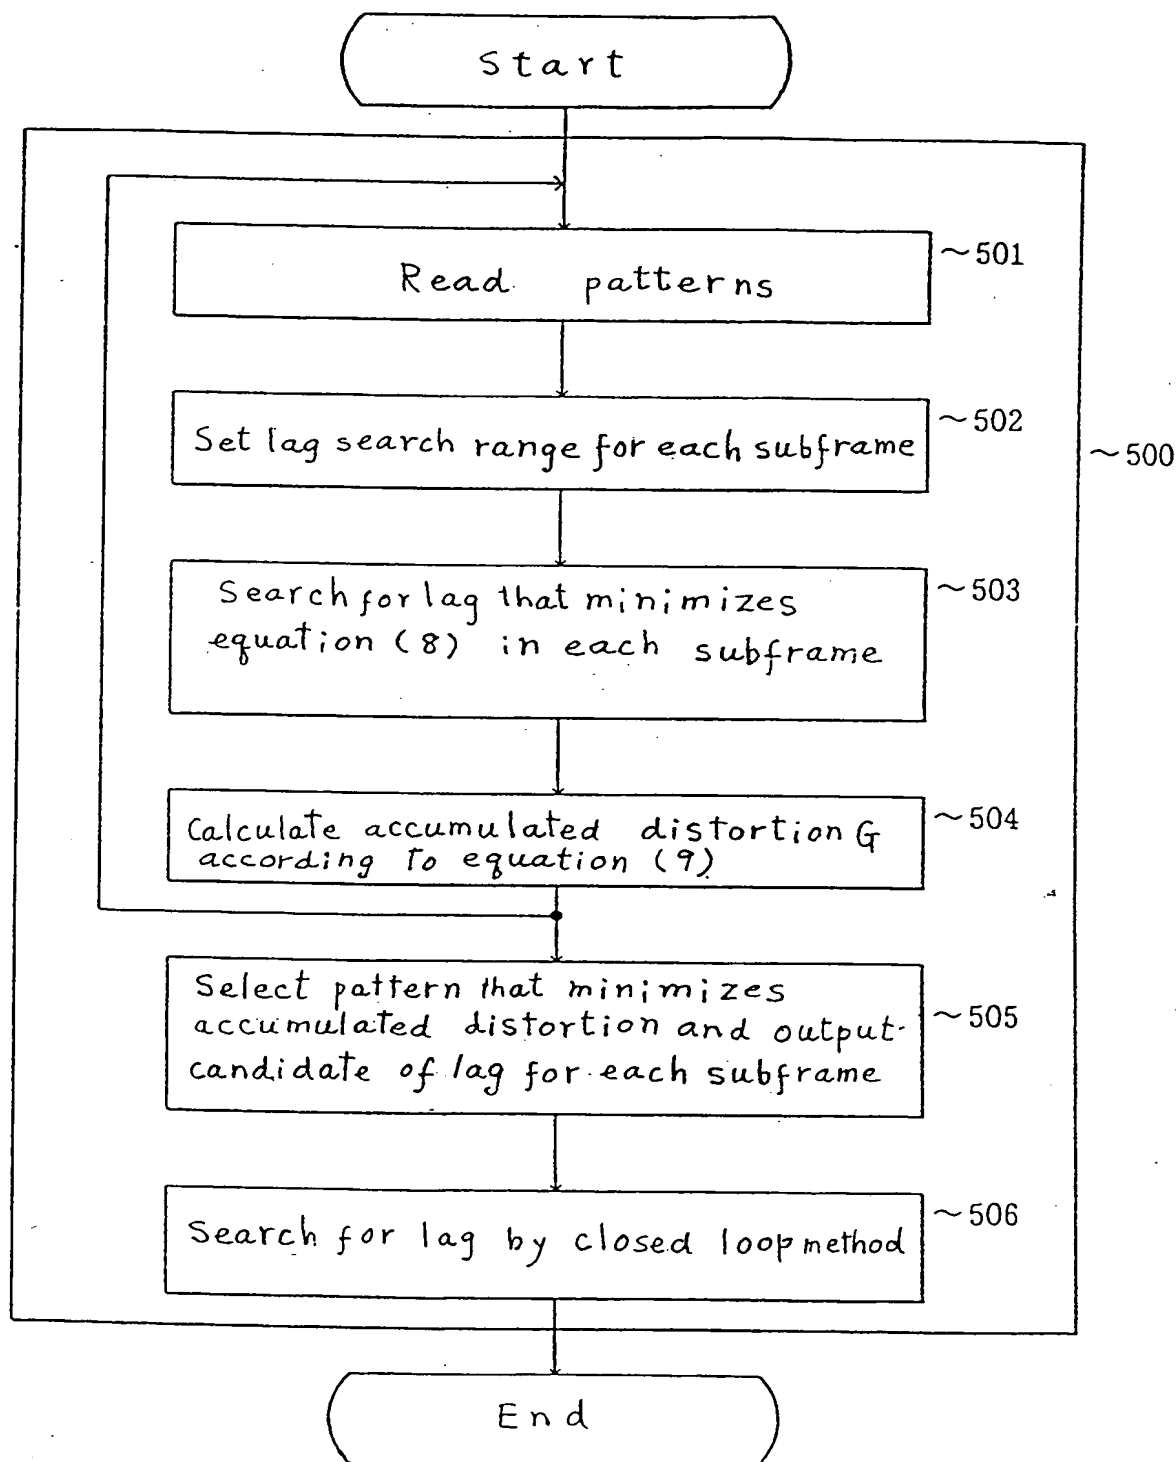 Start
Read patterns
~501
Set lag search range for each subframe
~502
~500
Search for lag that minimizes
equation (8) in each subframe
~503
Calculate accumulated distortion G
according to equation (9)
~504
Select pattern that minimizes
accumulated distortion and output
candidate of lag for each subframe
~505
Search for lag by closed loop method
~506
End